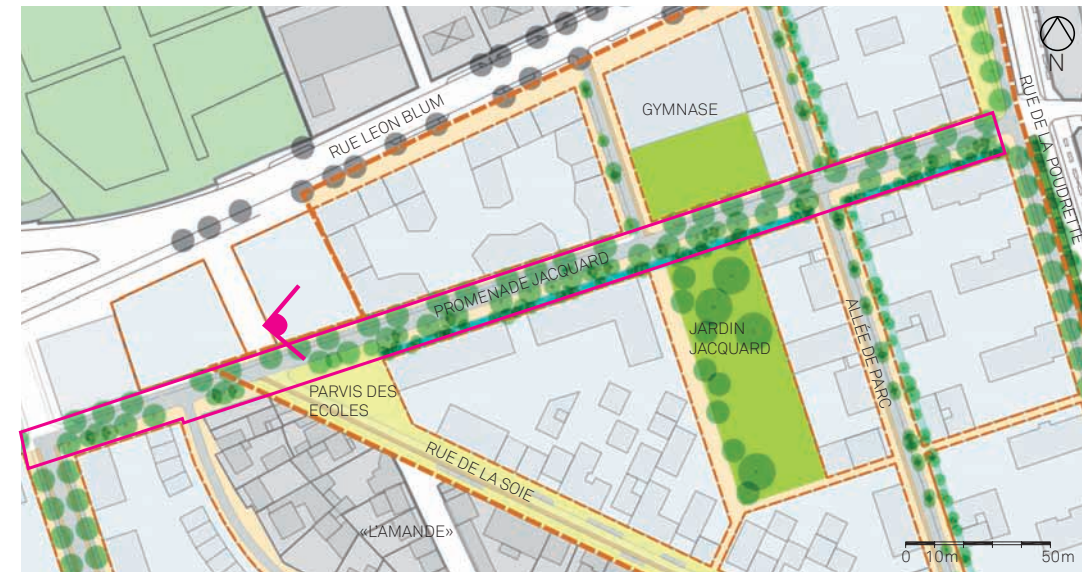 N
RUE LEON BLUM
GYMNASE
RUE DE LA POUDRETTE
PROMENADE JACQUARD
JARDIN
JACQUARD
ALLÉE DE PARC
PARVIS DES
ECOLES
RUE DE LA SOIE
«L'AMANDE»
0 10m 50m